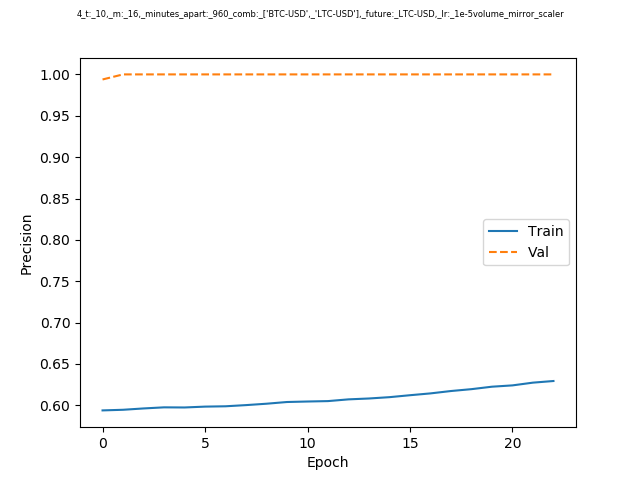 4_t:_10,_m:_16,_minutes_apart:_960_comb:_['BTC-USD',_'LTC-USD'],_future:_LTC-USD,_lr:_1e-5volume_mirror_scaler
1.00
0.95
0.90
0.85
0.80
0.75
0.70
0.65
0.60
Precision
Train
Val
0 5 10 15 20
Epoch